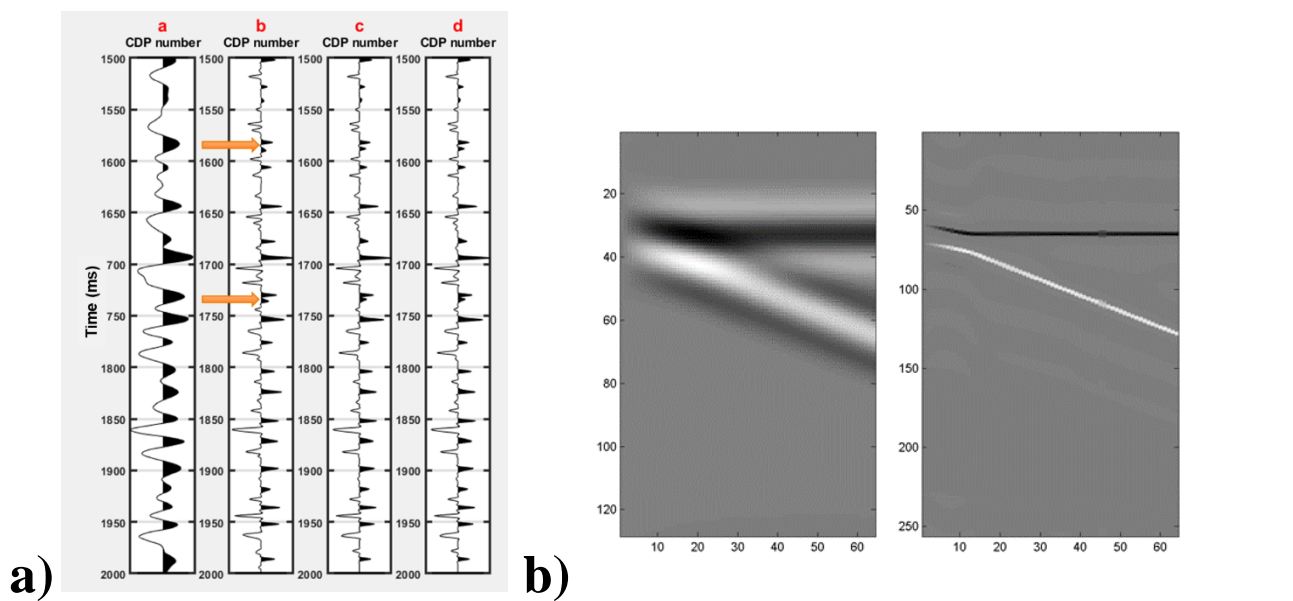 a b c d
CDP number CDP number CDP number CDP number
1500 1500 1500 1500
1550 1550 1550 1550
1600 1600 1600 1600
1650 1650 1650 1650
1700 1700 1700 1700
1750 1750 1750 1750
1800 1800 1800 1800
1850 1850 1850 1850
1900 1900 1900 1900
1950 1950 1950 1950
2000 2000 2000 2000
Time (ms)
a)
20
40
60
80
100
120
10 20 30 40 50 60
50
100
150
200
250
10 20 30 40 50 60
b)